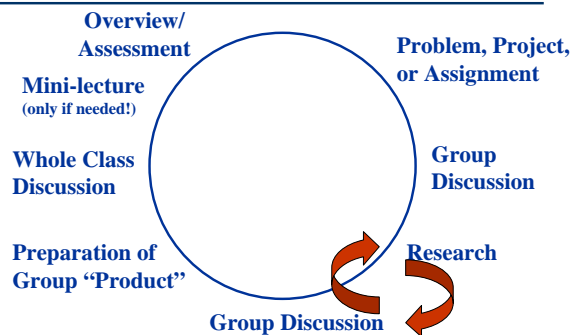 Overview/
Assessment
Problem, Project,
or Assignment
Mini-lecture
(only if needed!)
Whole Class
Discussion
Group
Discussion
Preparation of
Group “Product”
Research
Group Discussion